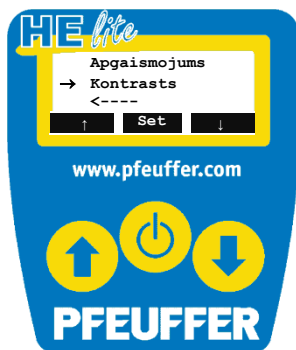 HE lite
Apgaismojums
→ Kontrasts
<----
↑ Set ↓
www.pfeuffer.com
PFEUFFER